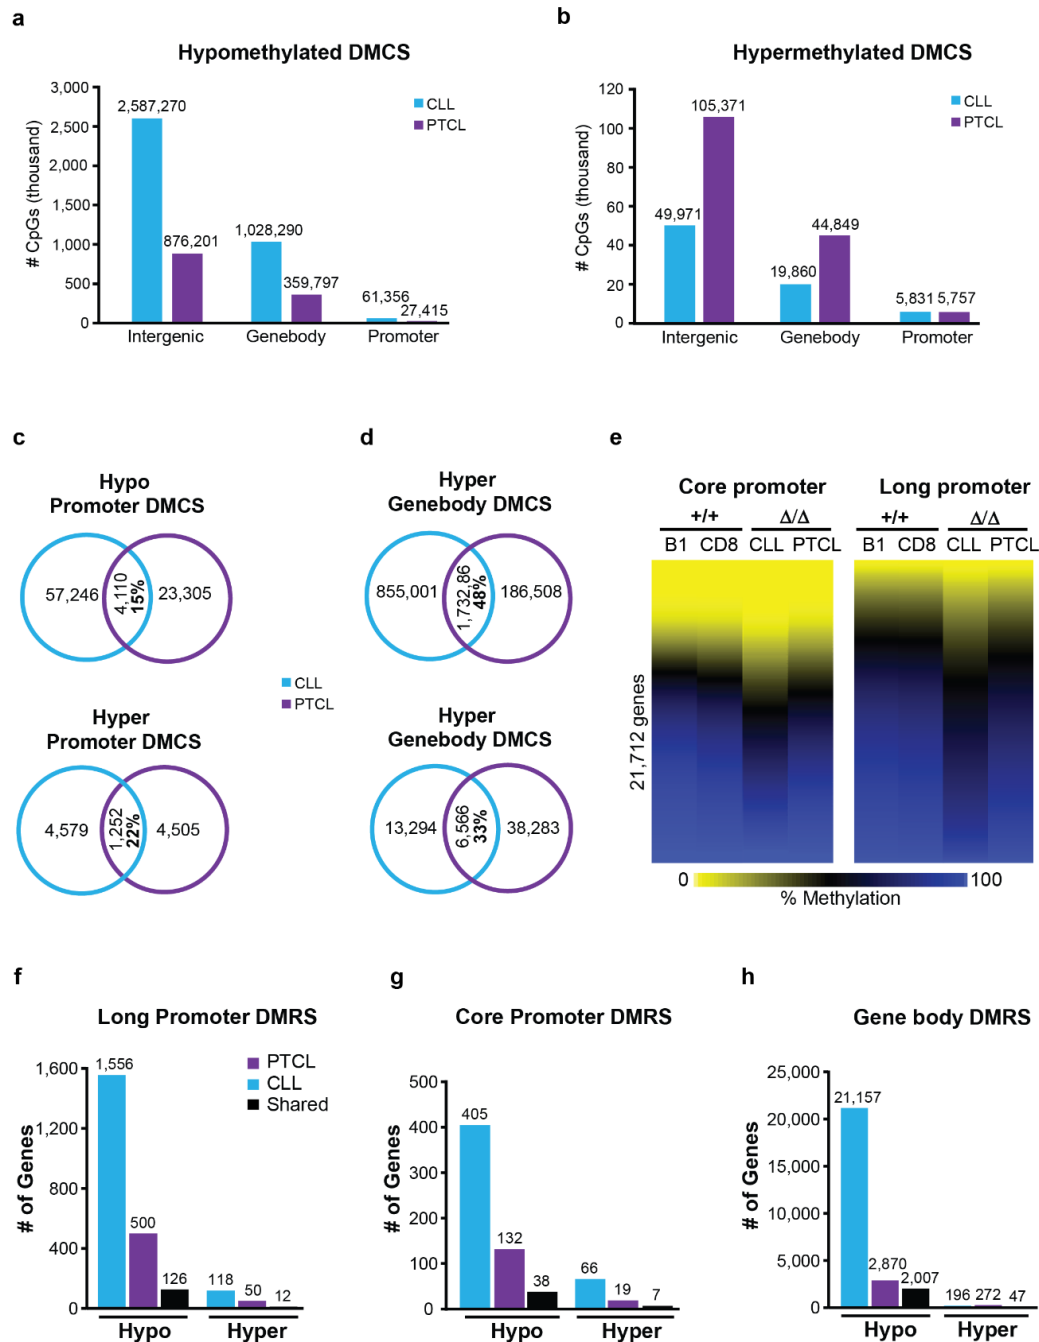 a
Hypomethylated DMCS
# CpGs (thousand)
3,000
2,500
2,000
1,500
1,000
500
0
2,587,270
876,201
1,028,290
359,797
61,356
27,415
CLL
PTCL
Intergenic Genebody Promoter
b
Hypermethylated DMCS
# CpGs (thousand)
120
100
80
60
40
20
0
49,971
105,371
19,860
44,849
5,831 5,757
CLL
PTCL
Intergenic Genebody Promoter
c
Hypo
Promoter DMCS
57,246
4,110
15%
23,305
Hyper
Promoter DMCS
4,579
1,252
22%
4,505
CLL
PTCL
d
Hyper
Genebody DMCS
855,001
1,732,86
48%
186,508
Hyper
Genebody DMCS
13,294
6,566
33%
38,283
e
Core promoter Long promoter
+/+ Δ/Δ +/+ Δ/Δ
B1 CD8 CLL PTCL B1 CD8 CLL PTCL
21,712 genes
0 100
% Methylation
f
Long Promoter DMRS
# of Genes
1,600
1,200
800
400
0
1,556
500
126
118
50
12
PTCL
CLL
Shared
Hypo Hyper
g
Core Promoter DMRS
# of Genes
500
400
300
200
100
0
405
132
38
66
19
7
Hypo Hyper
h
Gene body DMRS
# of Genes
25,000
20,000
15,000
10,000
5,000
0
21,157
2,870
2,007
196 272 47
Hypo Hyper